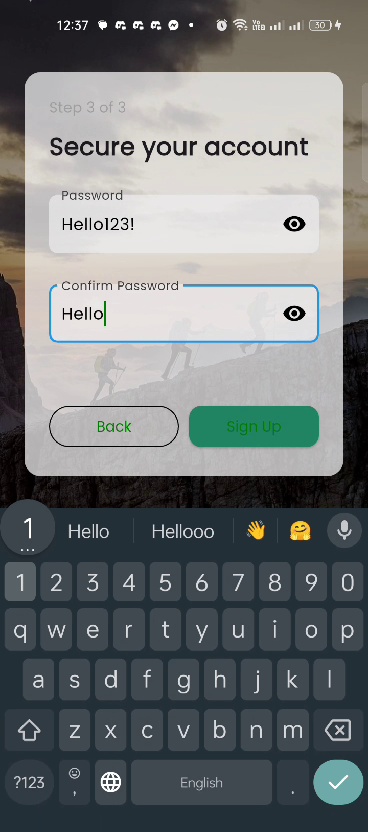 12:37 Vo LTE2 30
Step 3 of 3
Secure your account
Password
Hello123!
Confirm Password
Hello
Back Sign Up
1 Hello Hellooo 👋 🤗
...
1 2 3 4 5 6 7 8 9 0
q w e r t y u i o p
a s d f g h j k l
z x c v b n m
?123 , English .